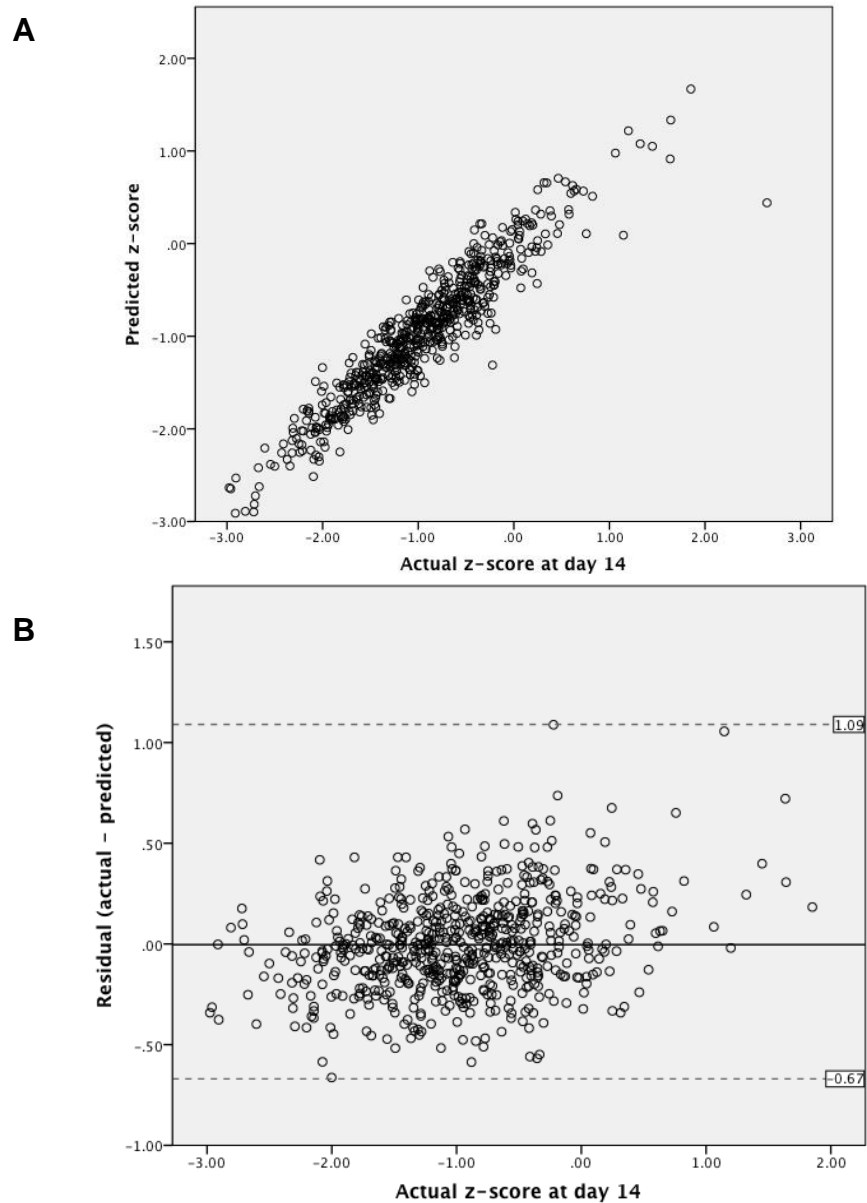 A
2.00
1.00
.00
-1.00
-2.00
-3.00
Predicted z-score
-3.00 -2.00 -1.00 .00 1.00 2.00 3.00
Actual z-score at day 14
B
1.50
1.00
.50
.00
-.50
-1.00
Residual (actual - predicted)
1.09
-0.67
-3.00 -2.00 -1.00 .00 1.00 2.00
Actual z-score at day 14